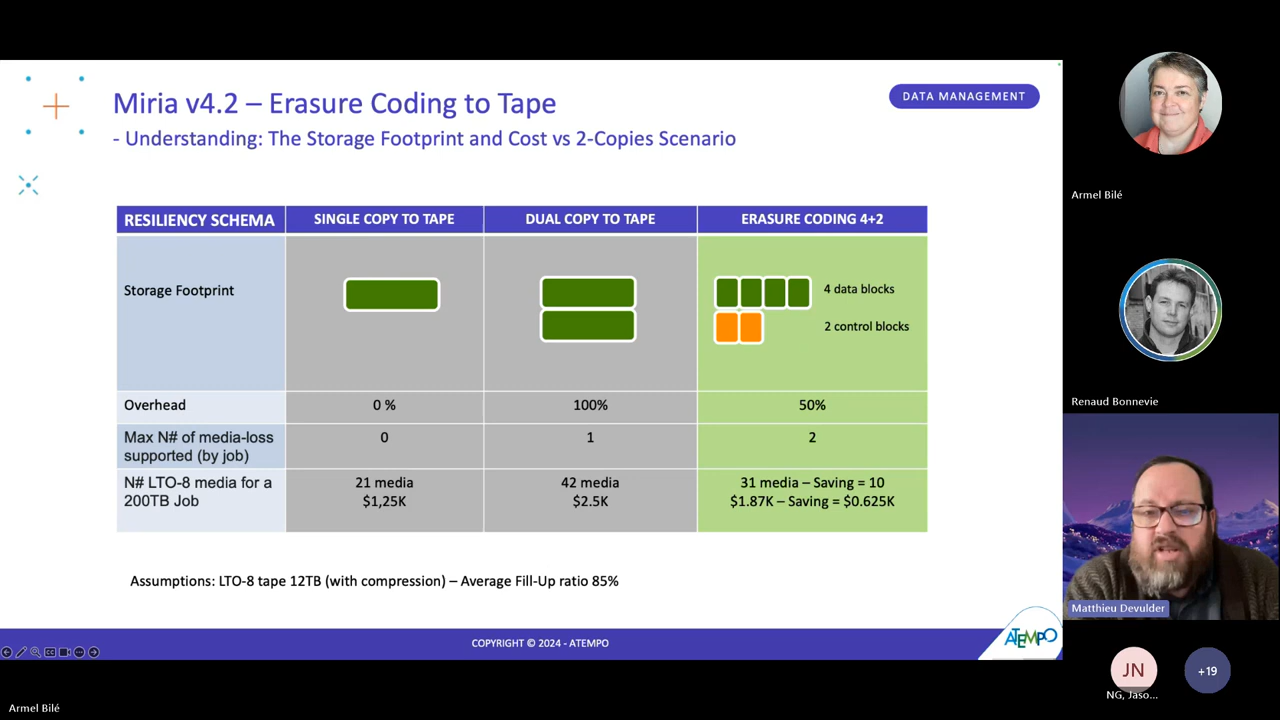 Miria v4.2 – Erasure Coding to Tape
DATA MANAGEMENT
- Understanding: The Storage Footprint and Cost vs 2-Copies Scenario
RESILIENCY SCHEMA
SINGLE COPY TO TAPE
DUAL COPY TO TAPE
ERASURE CODING 4+2
Storage Footprint
4 data blocks
2 control blocks
Overhead
0 %
100%
50%
Max N# of media-loss
supported (by job)
0
1
2
N# LTO-8 media for a
200TB Job
21 media
$1,25K
42 media
$2.5K
31 media – Saving = 10
$1.87K – Saving = $0.625K
Assumptions: LTO-8 tape 12TB (with compression) – Average Fill-Up ratio 85%
COPYRIGHT © 2024 - ATEMPO
ATEMPO
Armel Bilé
Armel Bilé
Renaud Bonnevie
Matthieu Devulder
JN
NG, Jaso...
+19